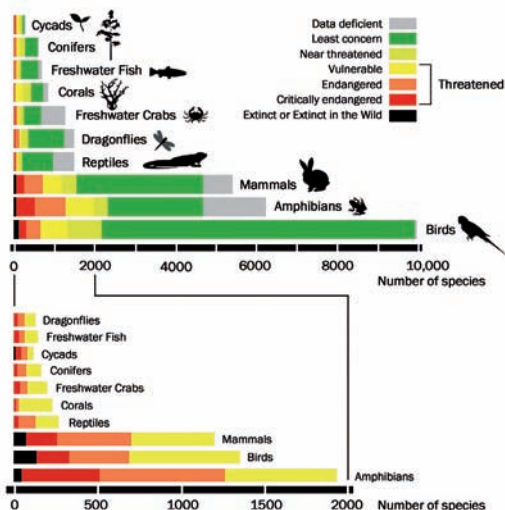 Cycads
Conifers
Freshwater Fish
Corals
Freshwater Crabs
Dragonflies
Reptiles
Mammals
Amphibians
Birds
Data deficient
Least concern
Near threatened
Vulnerable
Endangered
Critically endangered
Threatened
Extinct or Extinct in the Wild
0 2000 4000 6000 8000 10,000
Number of species
Dragonflies
Freshwater Fish
Cycads
Conifers
Freshwater Crabs
Corals
Reptiles
Mammals
Birds
Amphibians
0 500 1000 1500 2000
Number of species